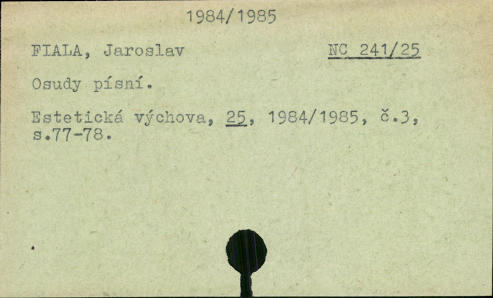 1984/1985
FIALA, Jaroslav NC 241/25
Osudy písní.
Estetická výchova, 25, 1984/1985, č.3,
s.77-78.